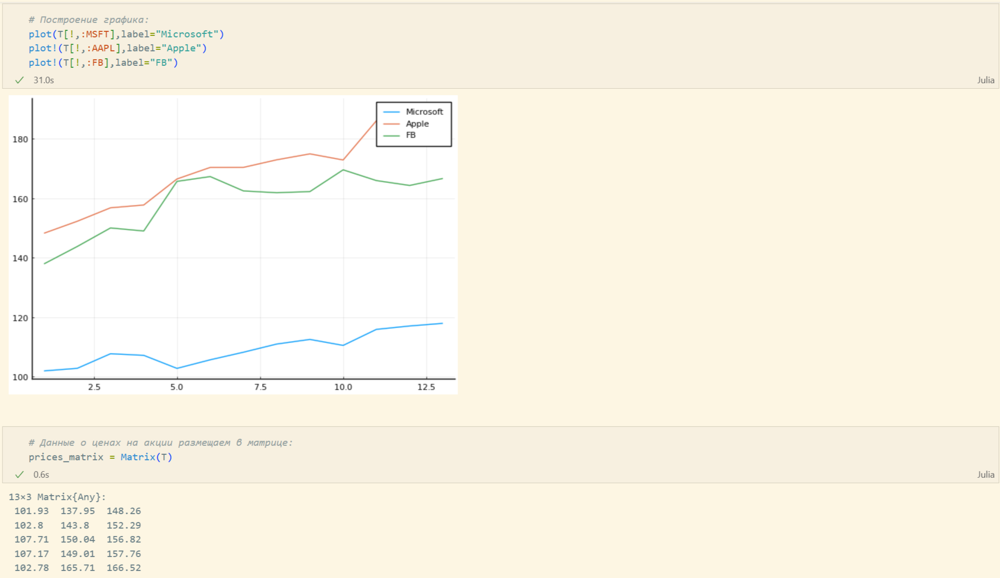 # Построение графика:
plot(T[!,:MSFT],label="Microsoft")
plot!(T[!,:AAPL],label="Apple")
plot!(T[!,:FB],label="FB")
31.0s
Julia
Microsoft
Apple
FB
180
160
140
120
100
2.5 5.0 7.5 10.0 12.5
# Данные о ценах на акции размещаем в матрице:
prices_matrix = Matrix(T)
0.6s
Julia
13×3 Matrix{Any}:
101.93 137.95 148.26
102.8 143.8 152.29
107.71 150.04 156.82
107.17 149.01 157.76
102.78 165.71 166.52